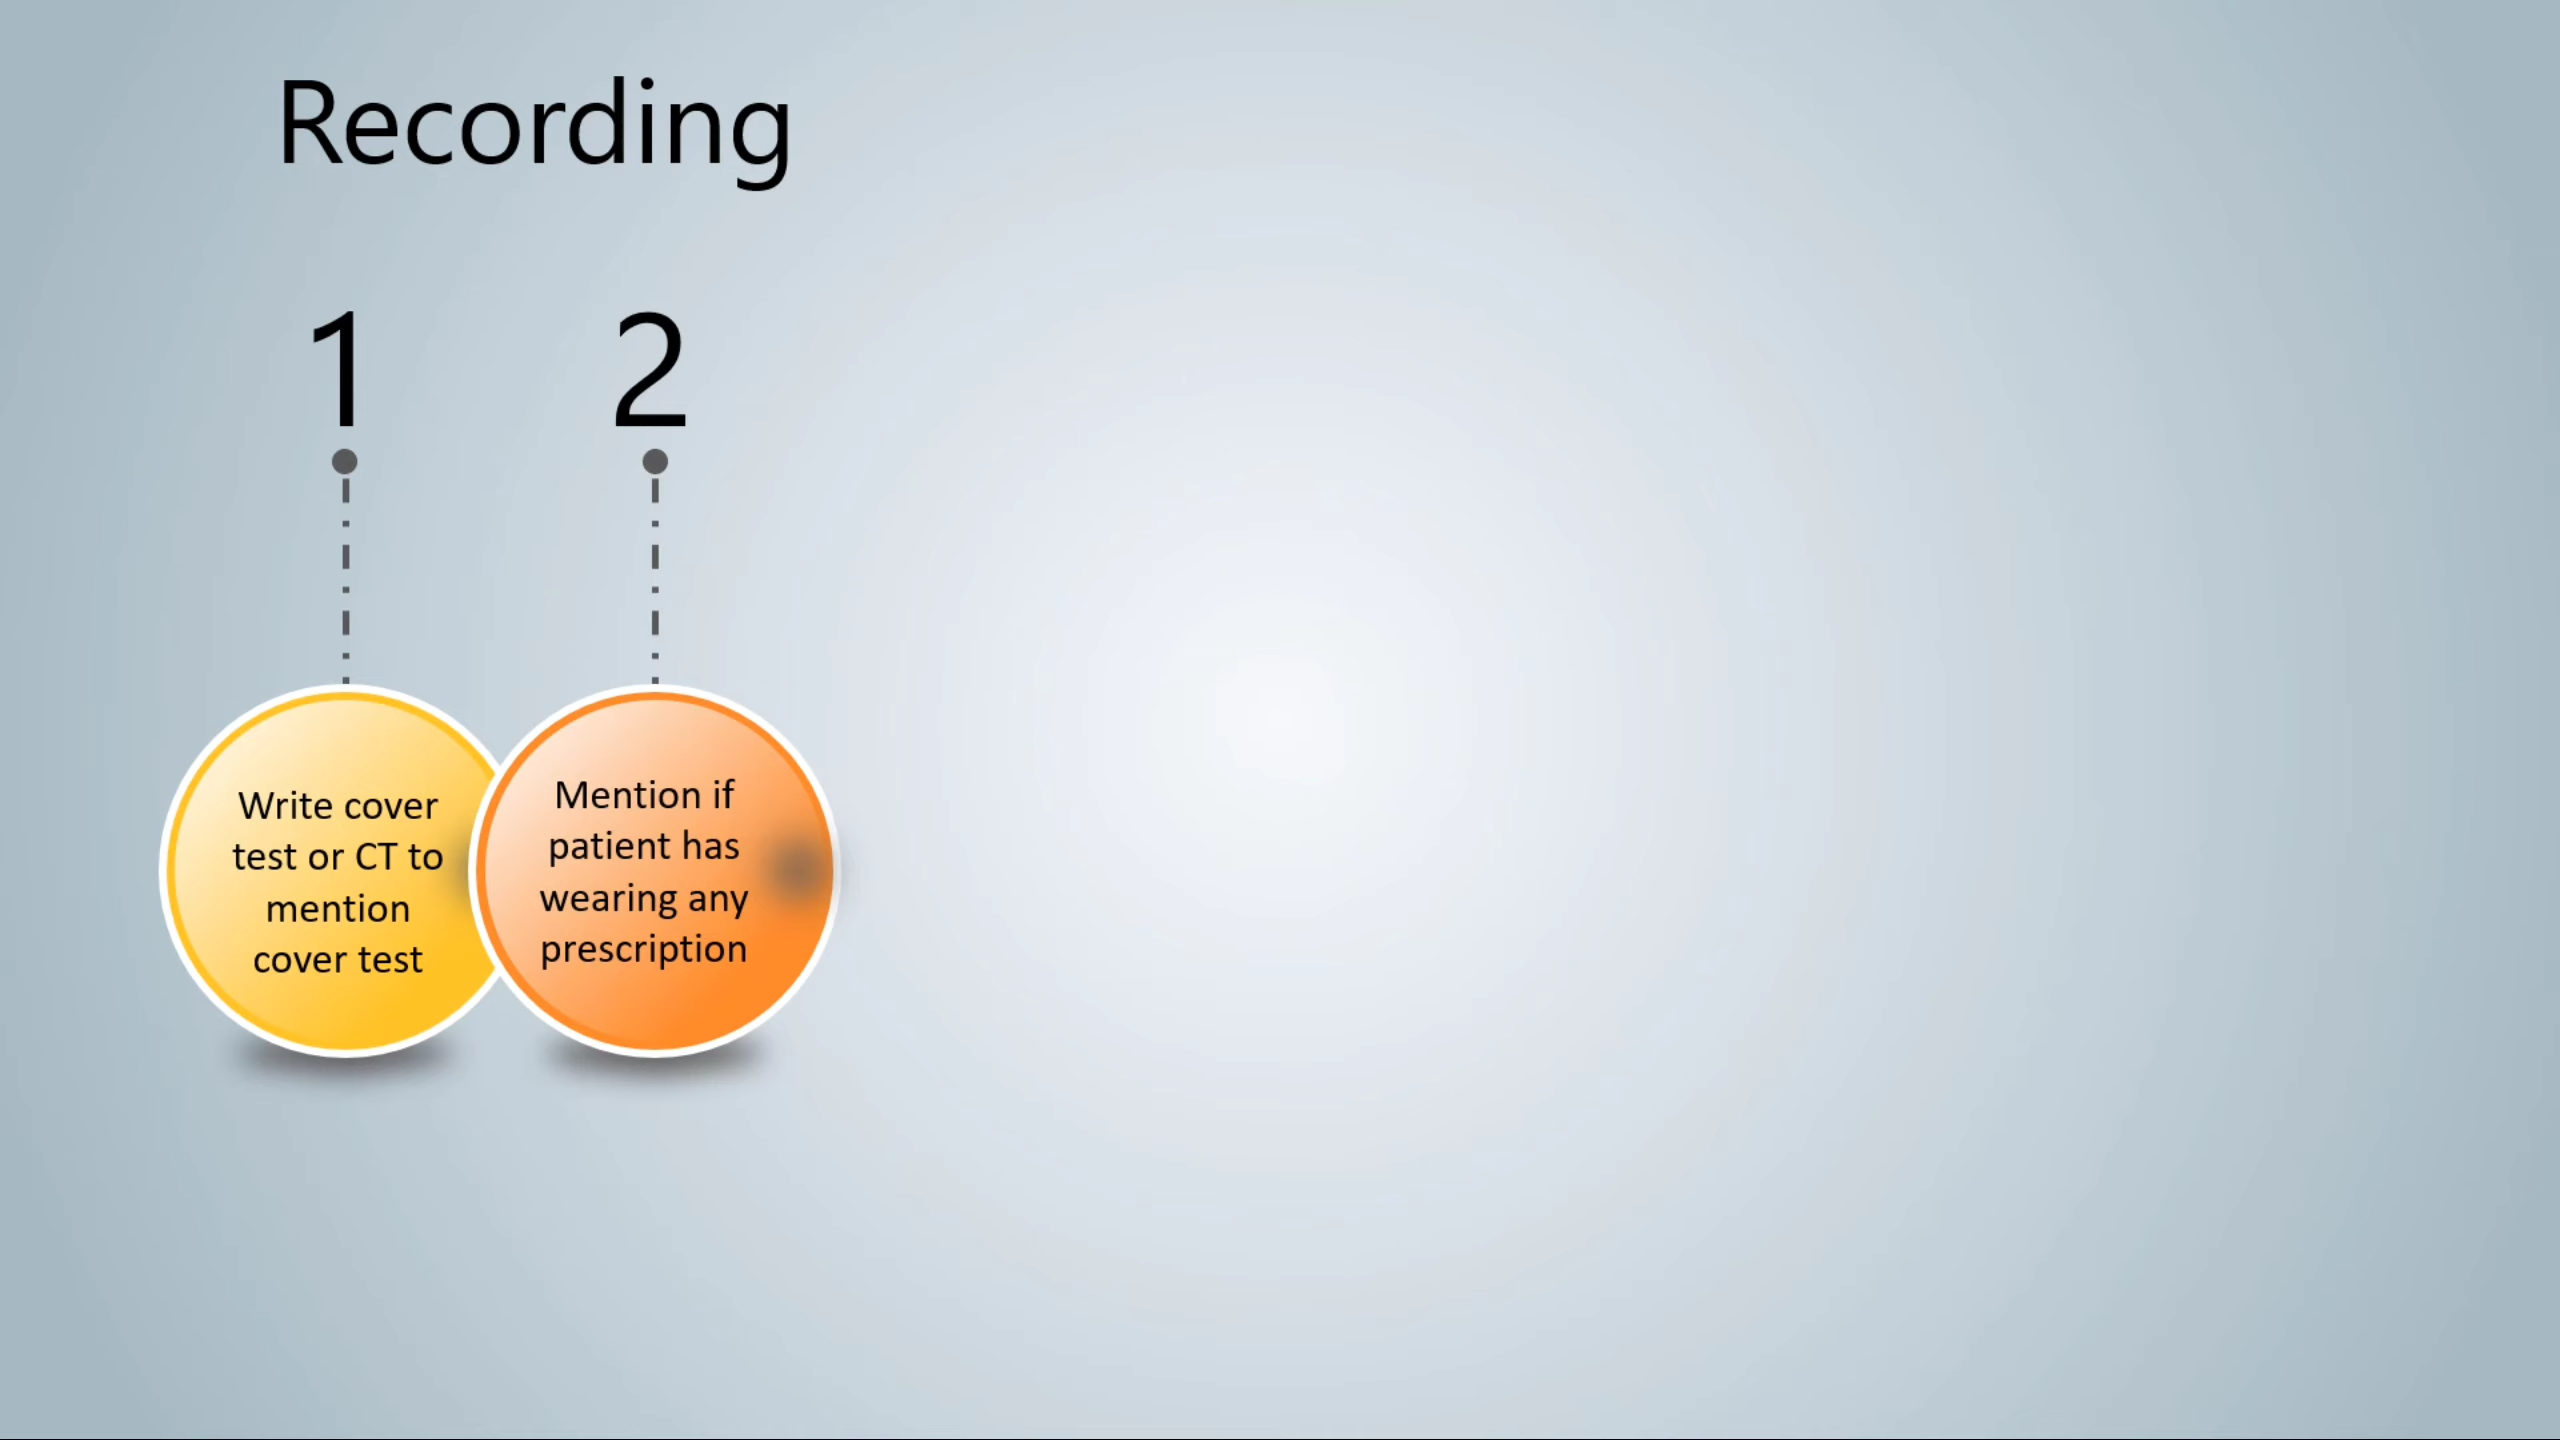 Recording
1
2
Write cover
test or CT to
mention
cover test
Mention if
patient has
wearing any
prescription